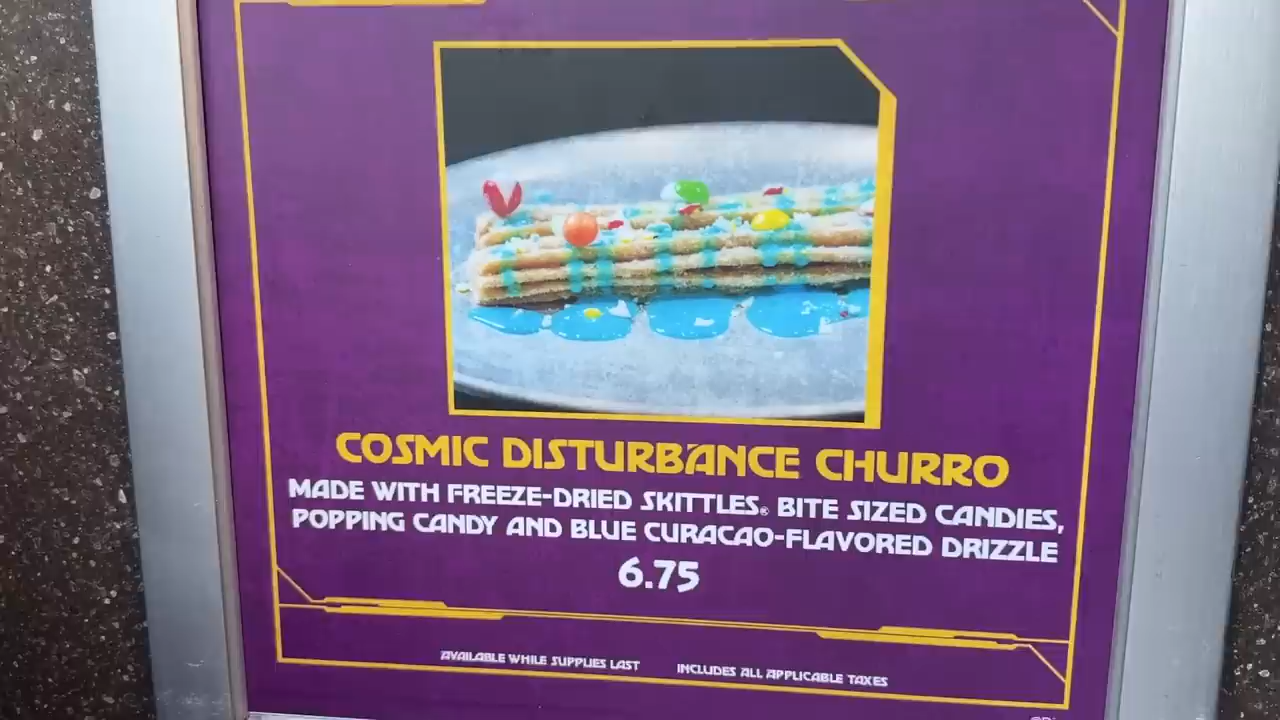 COSMIC DISTURBANCE CHURRO
MADE WITH FREEZE-DRIED SKITTLES® BITE SIZED CANDIES,
POPPING CANDY AND BLUE CURACAO-FLAVORED DRIZZLE
6.75
AVAILABLE WHILE SUPPLIES LAST INCLUDES ALL APPLICABLE TAXES